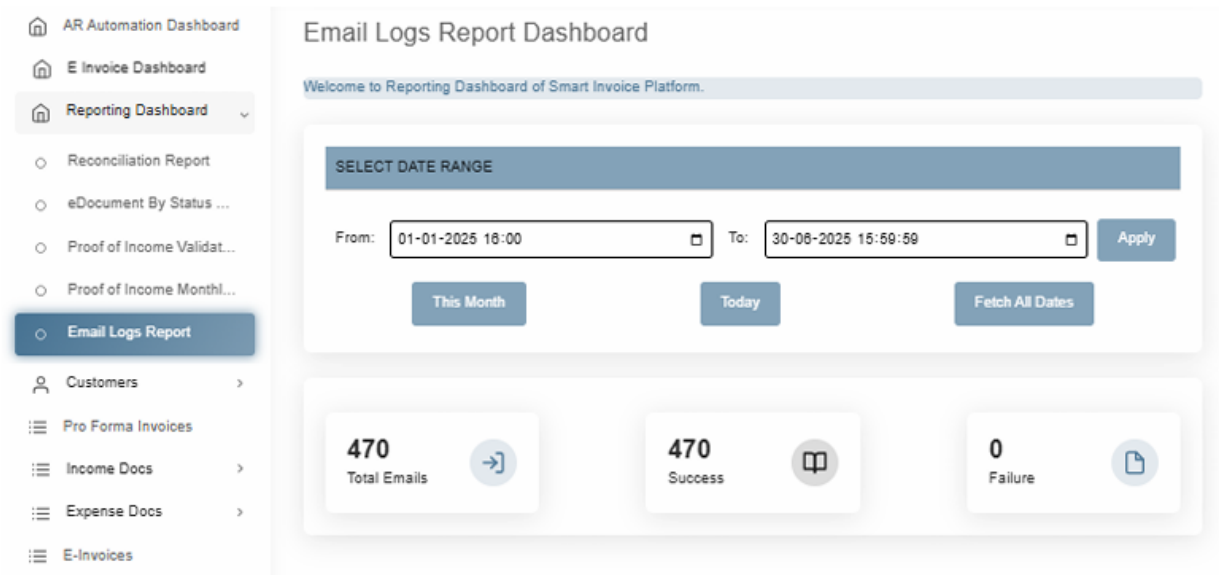 AR Automation Dashboard
E Invoice Dashboard
Reporting Dashboard
Reconciliation Report
eDocument By Status ...
Proof of Income Validat...
Proof of Income Monthl...
Email Logs Report
Customers
Pro Forma Invoices
Income Docs
Expense Docs
E-Invoices
Email Logs Report Dashboard
Welcome to Reporting Dashboard of Smart Invoice Platform.
SELECT DATE RANGE
From: 01-01-2025 16:00 To: 30-06-2025 15:59:59 Apply
This Month Today Fetch All Dates
470 470 0
Total Emails Success Failure